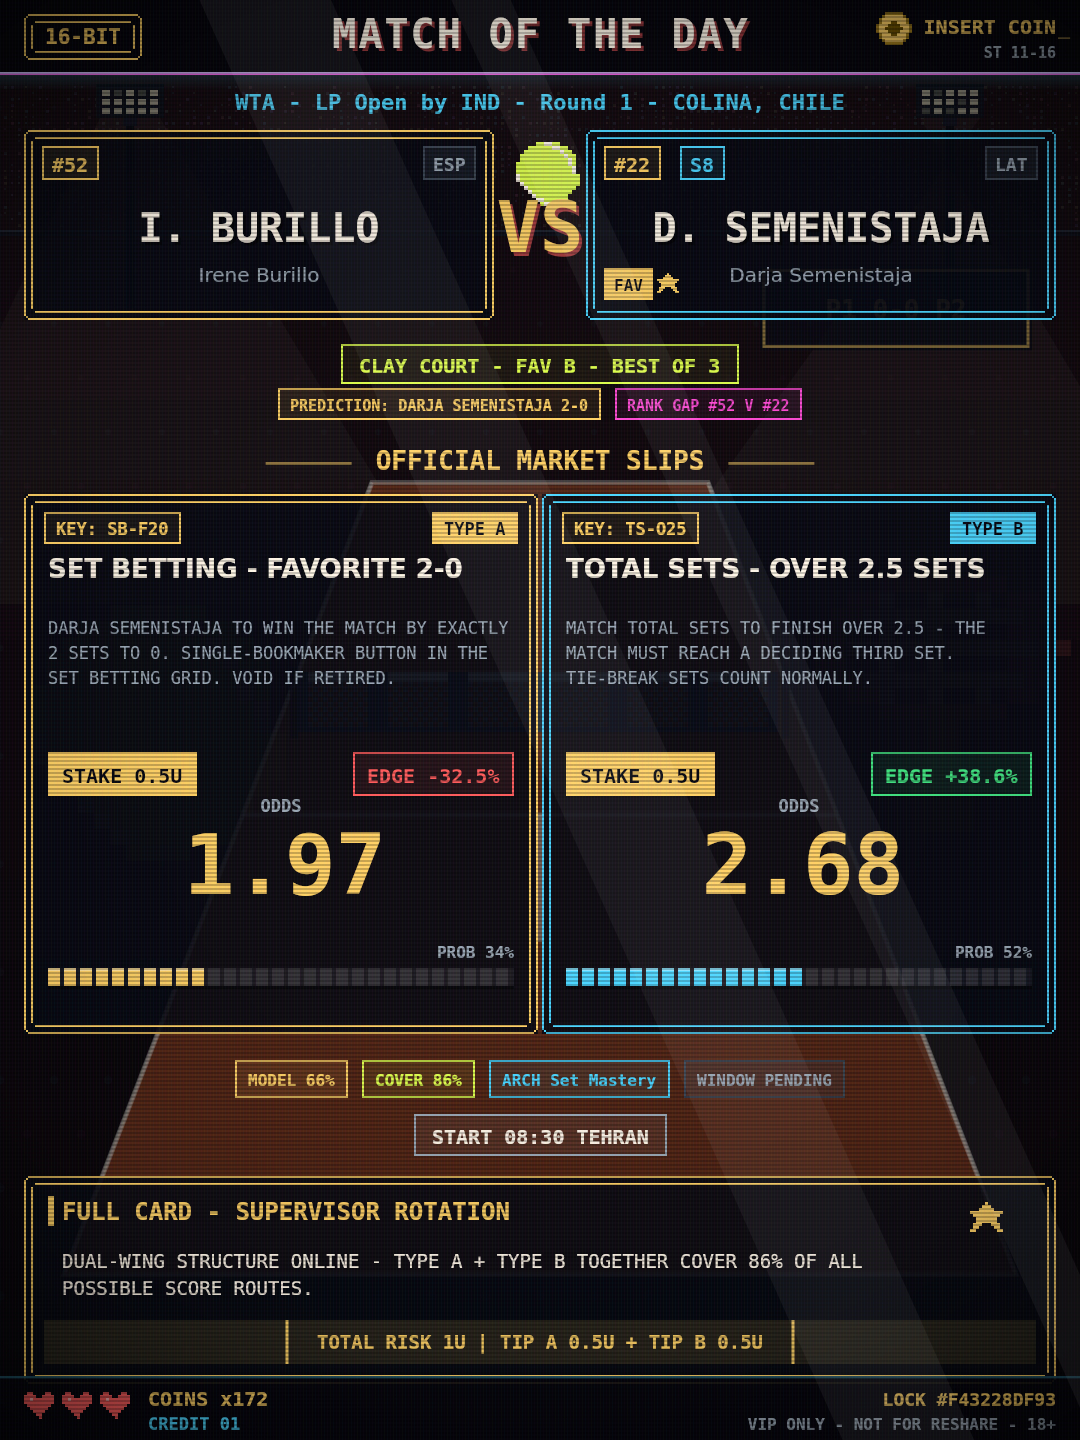 16-BIT
MATCH OF THE DAY
INSERT COIN_
ST 11-16
WTA - LP Open by IND - Round 1 - COLINA, CHILE
#52
ESP
I. BURILLO
Irene Burillo
VS
#22
S8
LAT
D. SEMENISTAJA
FAV
Darja Semenistaja
P1 0-0 P2
CLAY COURT - FAV B - BEST OF 3
PREDICTION: DARJA SEMENISTAJA 2-0
RANK GAP #52 V #22
OFFICIAL MARKET SLIPS
KEY: SB-F20
TYPE A
SET BETTING - FAVORITE 2-0
DARJA SEMENISTAJA TO WIN THE MATCH BY EXACTLY
2 SETS TO 0. SINGLE-BOOKMAKER BUTTON IN THE
SET BETTING GRID. VOID IF RETIRED.
STAKE 0.5U
EDGE -32.5%
ODDS
1.97
PROB 34%
KEY: TS-O25
TYPE B
TOTAL SETS - OVER 2.5 SETS
MATCH TOTAL SETS TO FINISH OVER 2.5 - THE
MATCH MUST REACH A DECIDING THIRD SET.
TIE-BREAK SETS COUNT NORMALLY.
STAKE 0.5U
EDGE +38.6%
ODDS
2.68
PROB 52%
MODEL 66%
COVER 86%
ARCH Set Mastery
WINDOW PENDING
START 08:30 TEHRAN
FULL CARD - SUPERVISOR ROTATION
DUAL-WING STRUCTURE ONLINE - TYPE A + TYPE B TOGETHER COVER 86% OF ALL
POSSIBLE SCORE ROUTES.
TOTAL RISK 1U | TIP A 0.5U + TIP B 0.5U
COINS x172
CREDIT 01
LOCK #F43228DF93
VIP ONLY - NOT FOR RESHARE - 18+